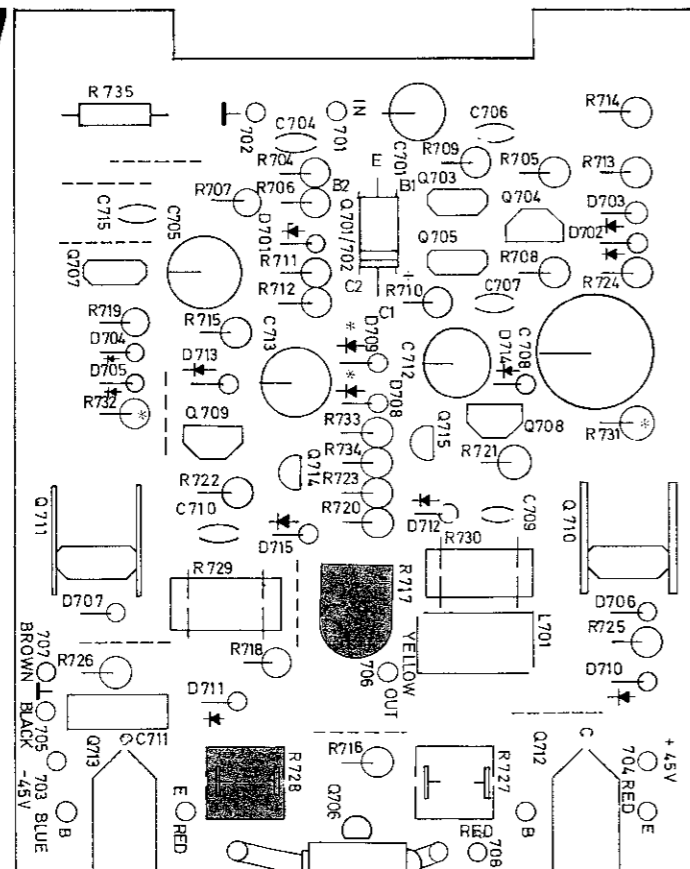 R735
702
C704
701
IN
C701
R709
C706
R705
R714
R713
R704
B2
E
B1
Q703
Q704
D703
D702
R707
R706
D701
Q701/702
C715
C705
Q705
R708
R724
Q707
R711
R712
C2
C1
+
R710
C707
R719
D704
D705
R732
*
R715
D713
C713
*
D709
*
D708
C712
D714
C708
Q709
R733
R734
R723
R720
Q715
Q708
R721
R731
*
R722
Q714
C710
D715
D712
C709
Q711
Q710
R729
R717
R730
L701
D707
D706
R725
707
BROWN
R726
R718
706
YELLOW
OUT
D710
BLACK
705
D711
C711
Q713
C
Q712
C
+45V
704
RED
703
-45V
BLUE
B
E
RED
R728
R716
R727
Q706
RED
708
B
E